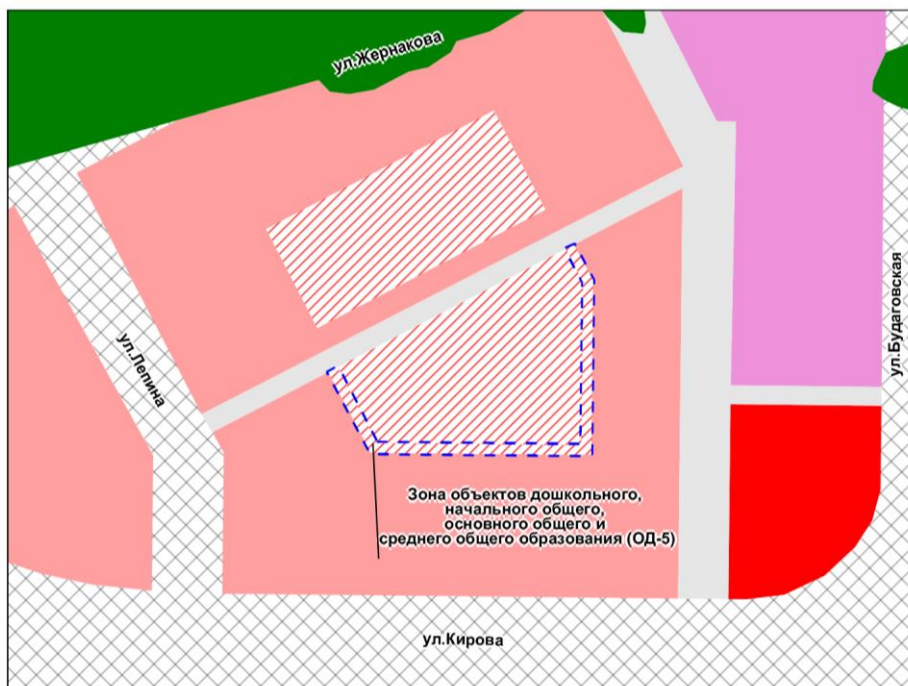 ул.Жернакова
ул.Лепина
ул.Будаговская
Зона объектов дошкольного,
начального общего,
основного общего и
среднего общего образования (ОД-5)
ул.Кирова